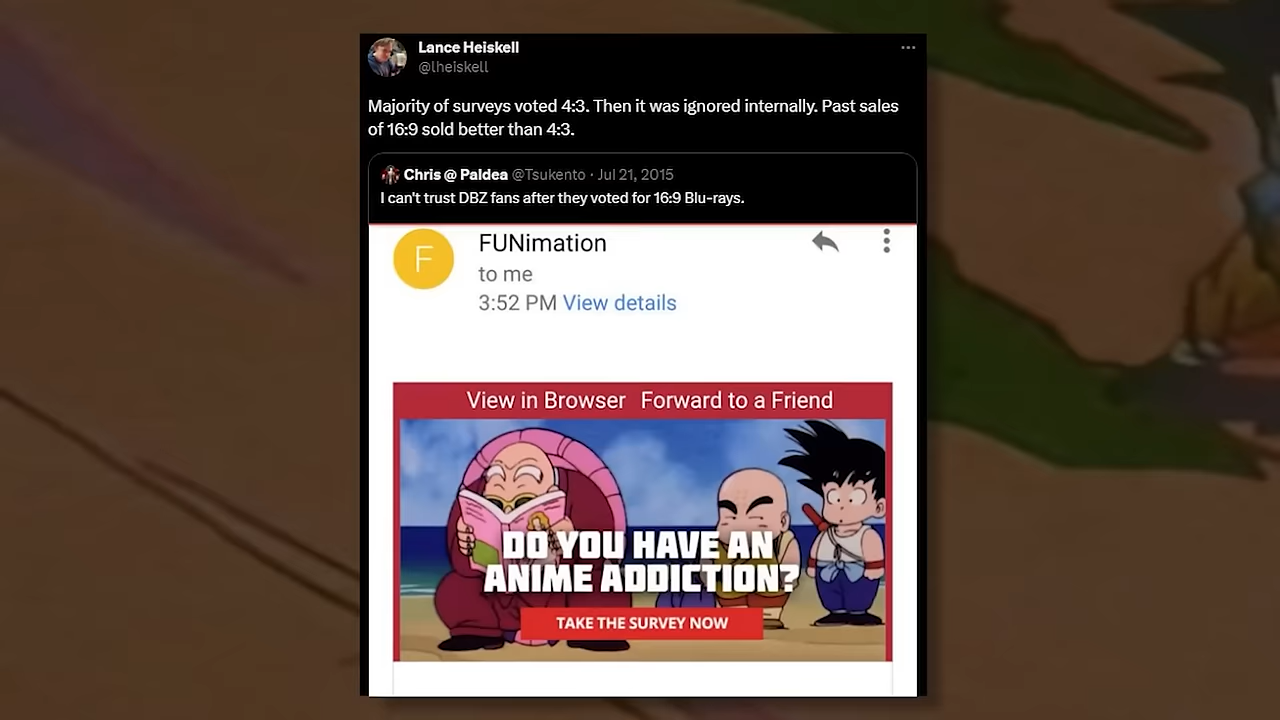 Lance Heiskell
@lheiskell
Majority of surveys voted 4:3. Then it was ignored internally. Past sales
of 16:9 sold better than 4:3.
Chris @ Paldea @Tsukento · Jul 21, 2015
I can't trust DBZ fans after they voted for 16:9 Blu-rays.
F
FUNimation
to me
3:52 PM View details
View in Browser Forward to a Friend
DO YOU HAVE AN
ANIME ADDICTION?
TAKE THE SURVEY NOW